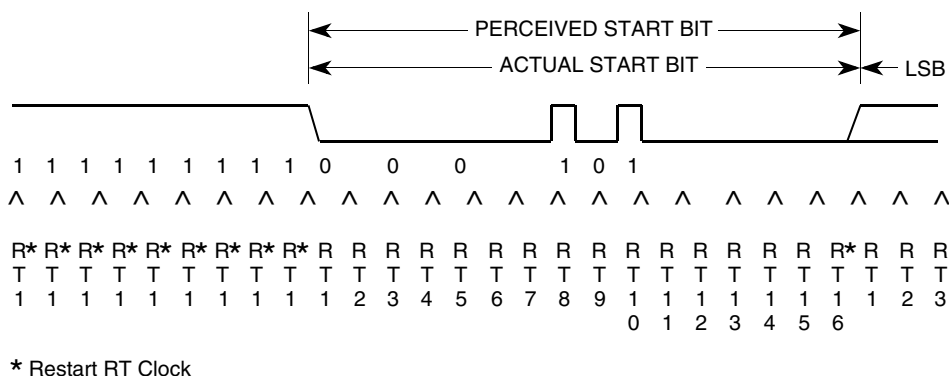 PERCEIVED START BIT
ACTUAL START BIT
LSB
1 1 1 1 1 1 1 1 1 0 0 0 1 0 1
^ ^ ^ ^ ^ ^ ^ ^ ^ ^ ^ ^ ^ ^ ^ ^ ^ ^ ^ ^ ^ ^ ^
R* R* R* R* R* R* R* R* R* R R R R R R R R R R R R R R R R* R R R
T T T T T T T T T T T T T T T T T T T T T T T T T T T T
1 1 1 1 1 1 1 1 1 1 2 3 4 5 6 7 8 9 1 1 1 1 1 1 1 1 2 3
0 1 2 3 4 5 6
* Restart RT Clock